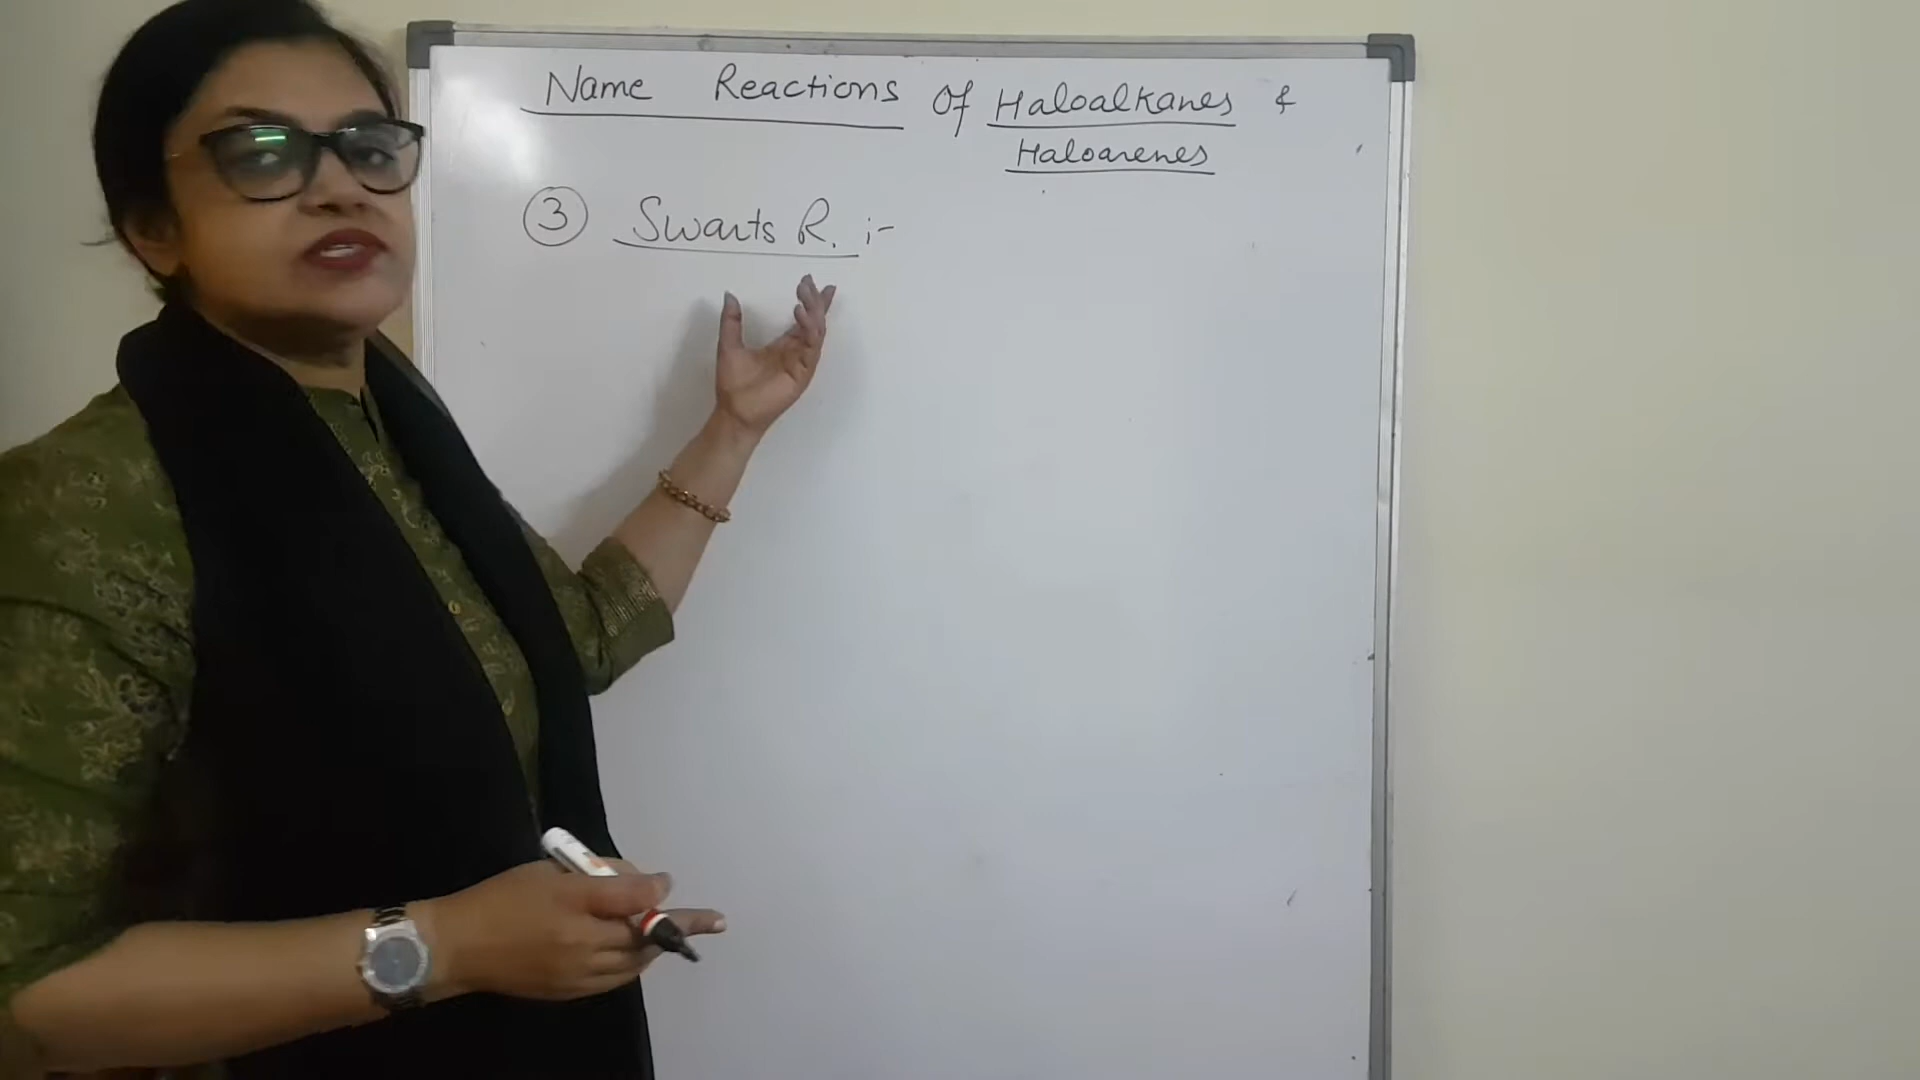 Name Reactions Of Haloalkanes &
Haloarenes
③ Swarts R. :-